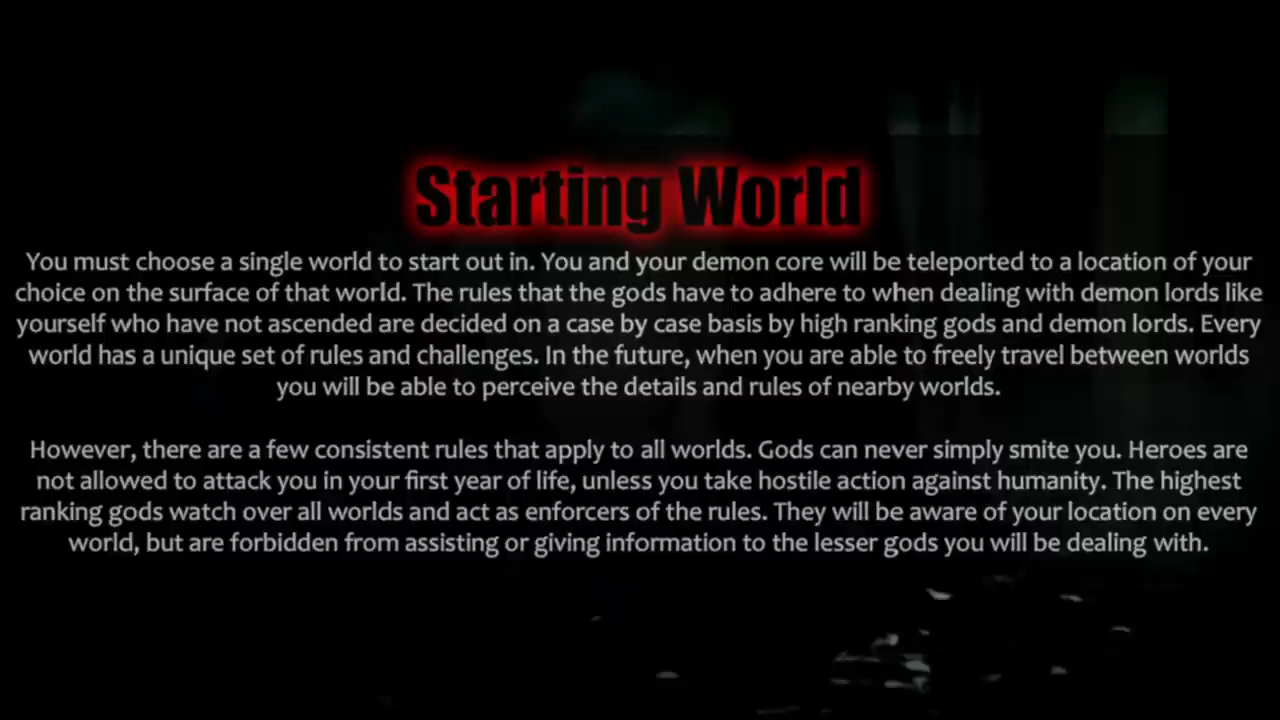 Starting World
You must choose a single world to start out in. You and your demon core will be teleported to a location of your
choice on the surface of that world. The rules that the gods have to adhere to when dealing with demon lords like
yourself who have not ascended are decided on a case by case basis by high ranking gods and demon lords. Every
world has a unique set of rules and challenges. In the future, when you are able to freely travel between worlds
you will be able to perceive the details and rules of nearby worlds.
However, there are a few consistent rules that apply to all worlds. Gods can never simply smite you. Heroes are
not allowed to attack you in your first year of life, unless you take hostile action against humanity. The highest
ranking gods watch over all worlds and act as enforcers of the rules. They will be aware of your location on every
world, but are forbidden from assisting or giving information to the lesser gods you will be dealing with.